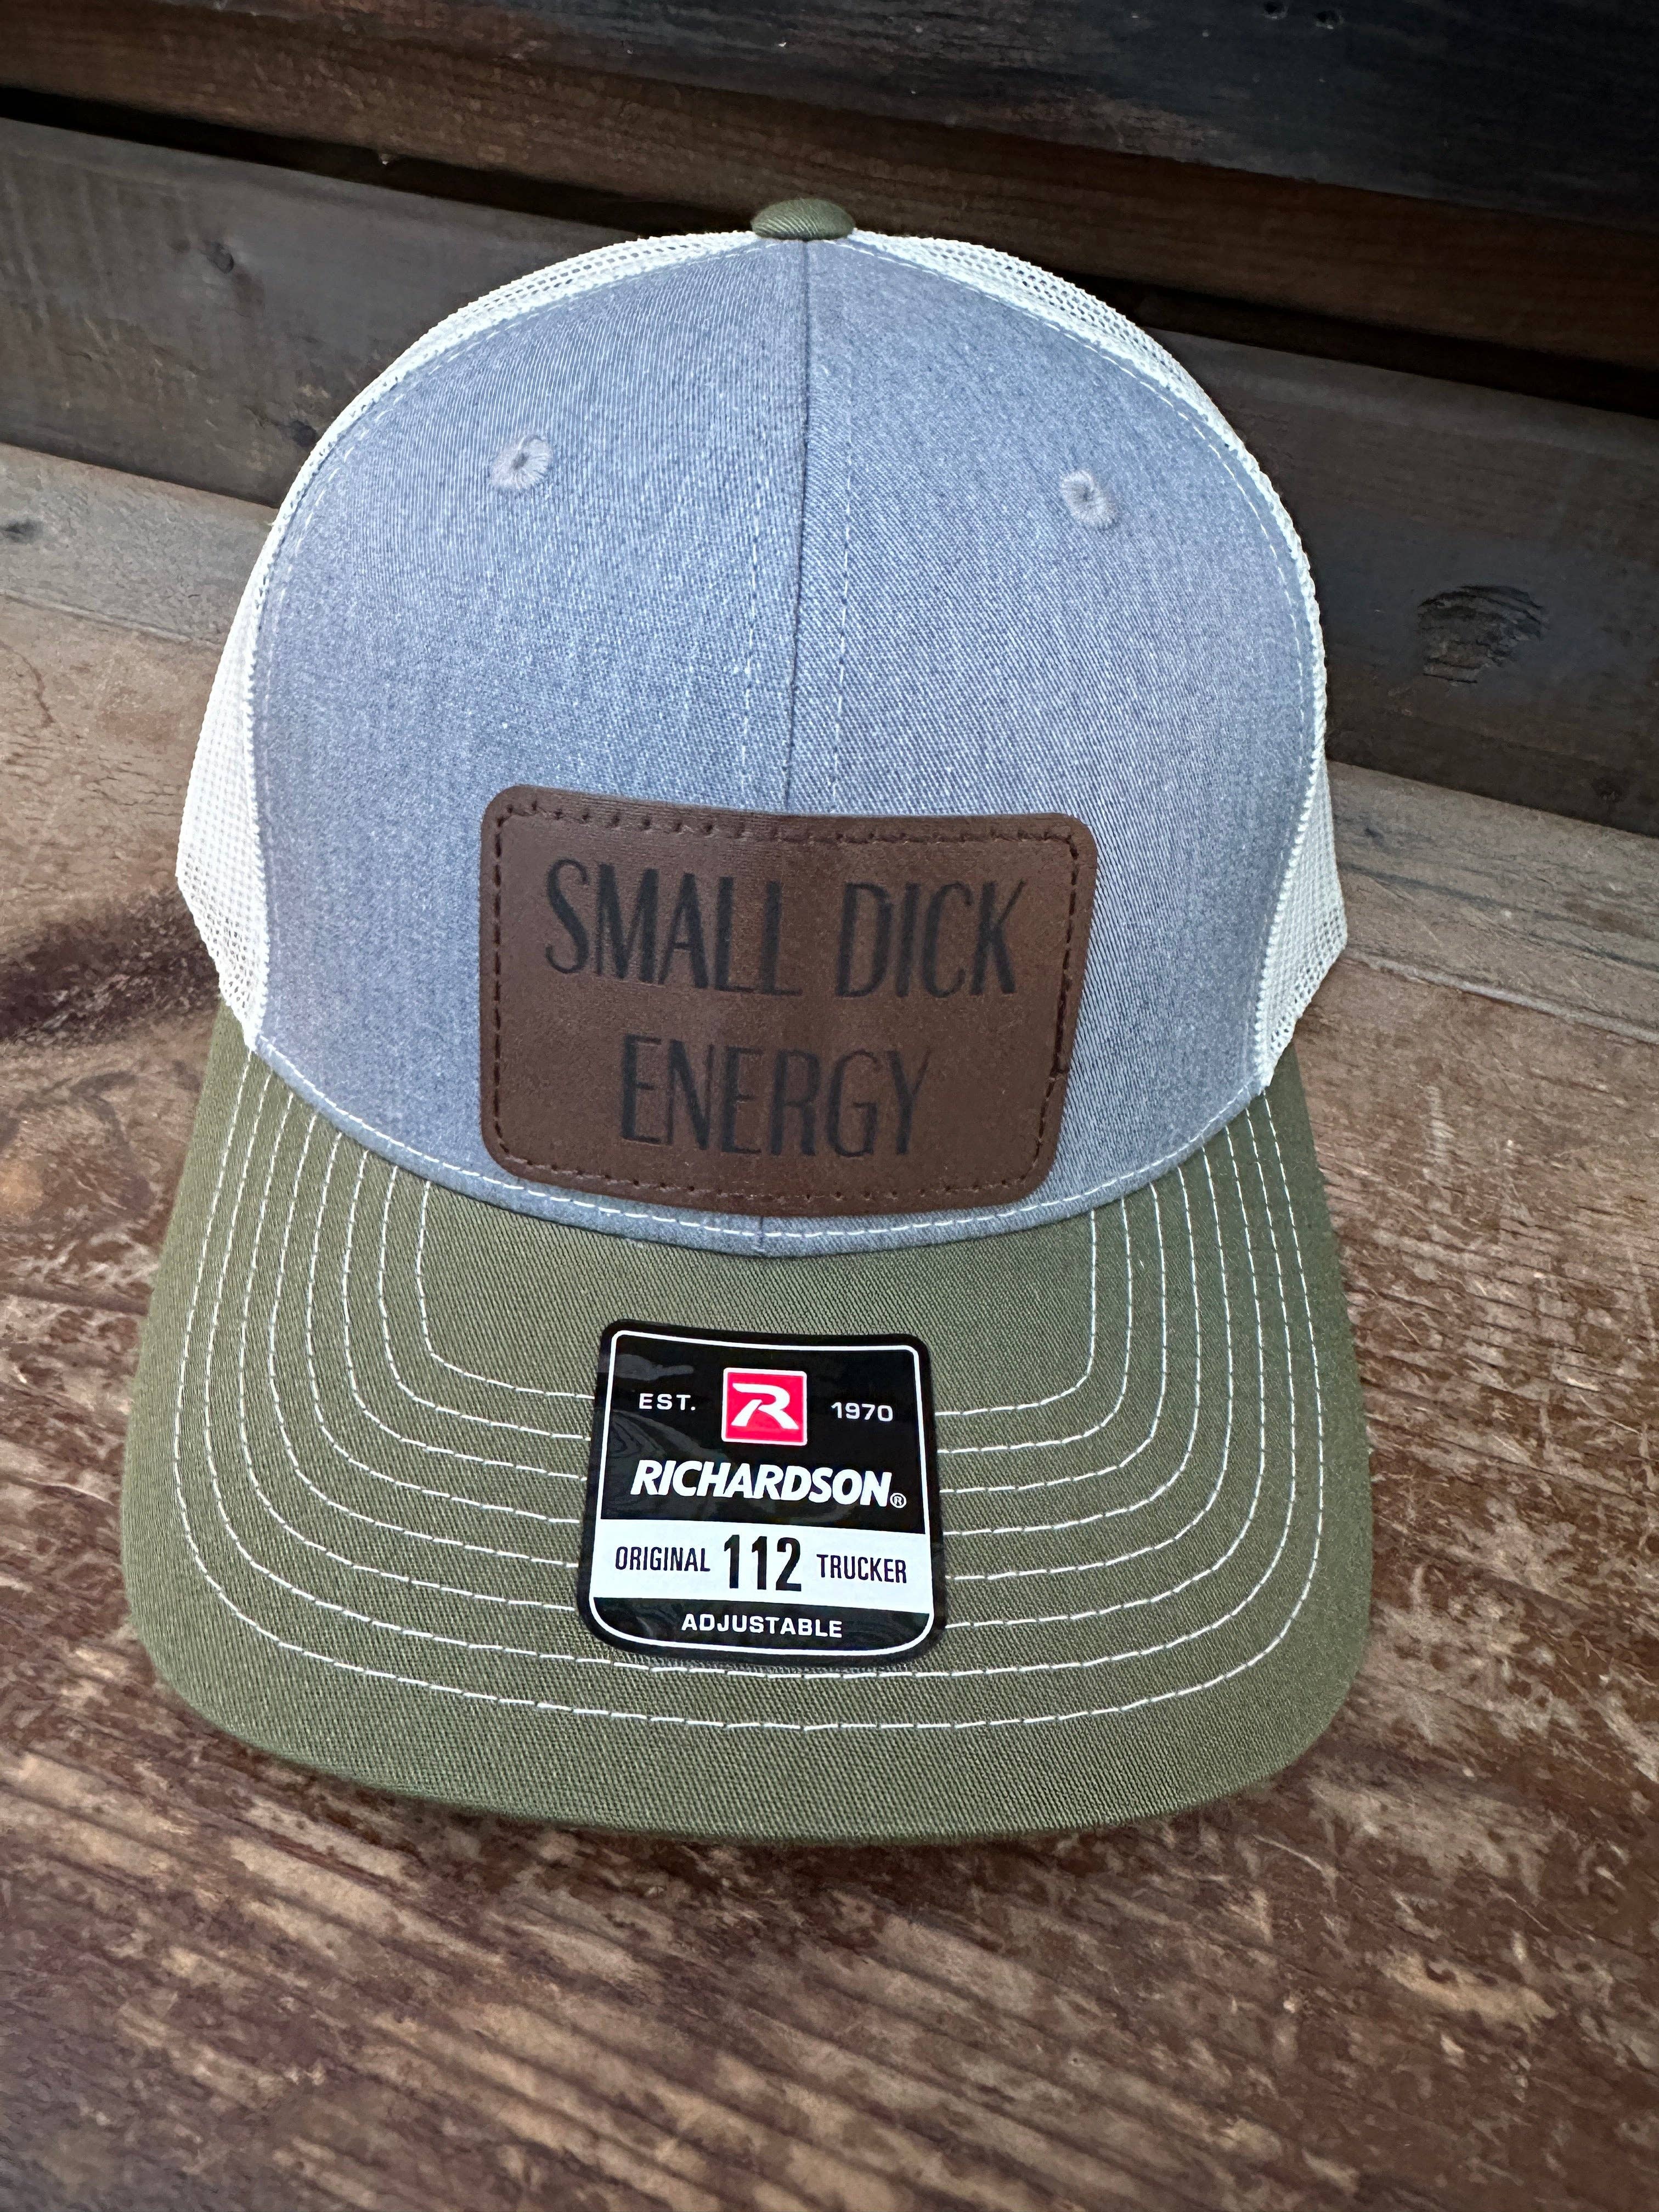 SMALL DICK
ENERGY
EST. R 1970
RICHARDSON®
ORIGINAL 112 TRUCKER
ADJUSTABLE